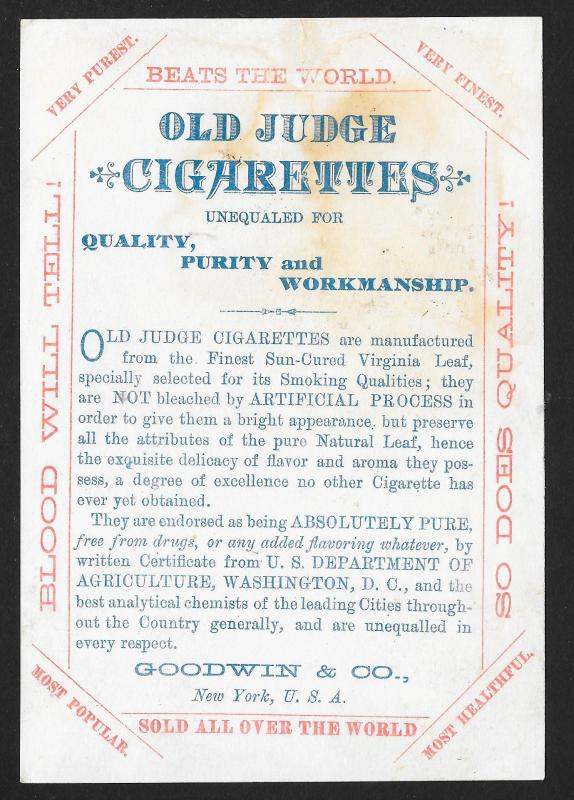 VERY PUREST.
BEATS THE WORLD.
VERY FINEST.
OLD JUDGE
CIGARETTES
UNEQUALED FOR
QUALITY,
PURITY and
WORKMANSHIP.
BLOOD WILL TELL!
SO DOES QUALITY!
OLD JUDGE CIGARETTES are manufactured
from the Finest Sun-Cured Virginia Leaf,
specially selected for its Smoking Qualities; they
are NOT bleached by ARTIFICIAL PROCESS in
order to give them a bright appearance, but preserve
all the attributes of the pure Natural Leaf, hence
the exquisite delicacy of flavor and aroma they pos-
sess, a degree of excellence no other Cigarette has
ever yet obtained.
They are endorsed as being ABSOLUTELY PURE,
free from drugs, or any added flavoring whatever, by
written Certificate from U. S. DEPARTMENT OF
AGRICULTURE, WASHINGTON, D. C., and the
best analytical chemists of the leading Cities through-
out the Country generally, and are unequalled in
every respect.
GOODWIN & CO.,
New York, U. S. A.
MOST POPULAR.
SOLD ALL OVER THE WORLD
MOST HEALTHFUL.